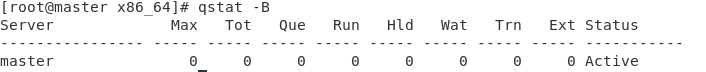 [root@master x86_64]# qstat -B
Server             Max   Tot   Que   Run   Hld   Wat   Trn   Ext Status
---------------- ----- ----- ----- ----- ----- ----- ----- ----- -----------
master               0     0     0     0     0     0     0     0 Active